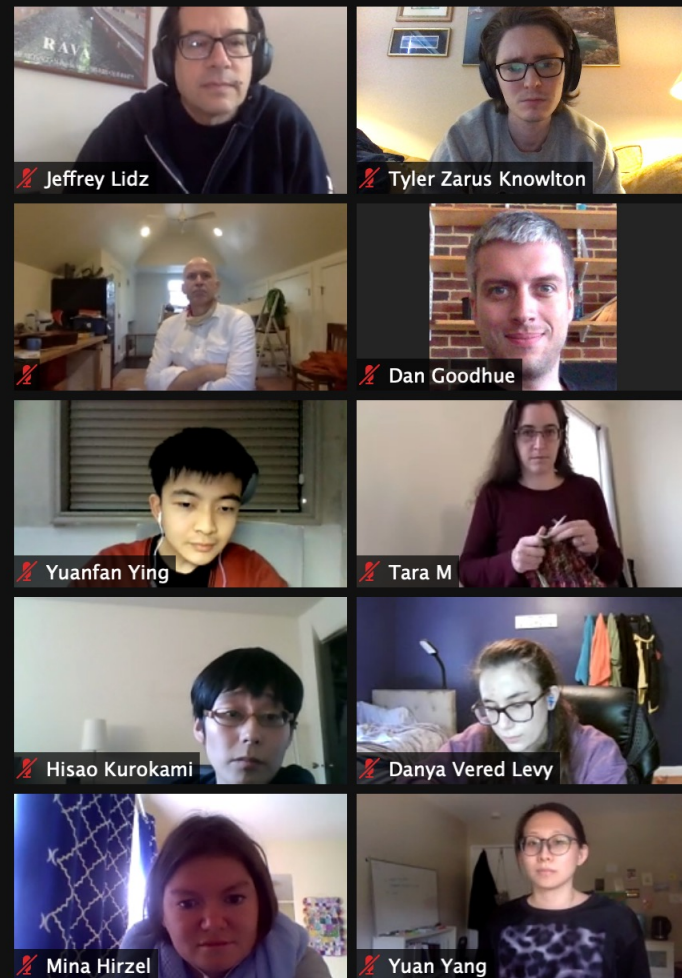 RAVA
Jeffrey Lidz
Tyler Zarus Knowlton
Dan Goodhue
Yuanfan Ying
Tara M
Hisao Kurokami
Danya Vered Levy
Mina Hirzel
Yuan Yang